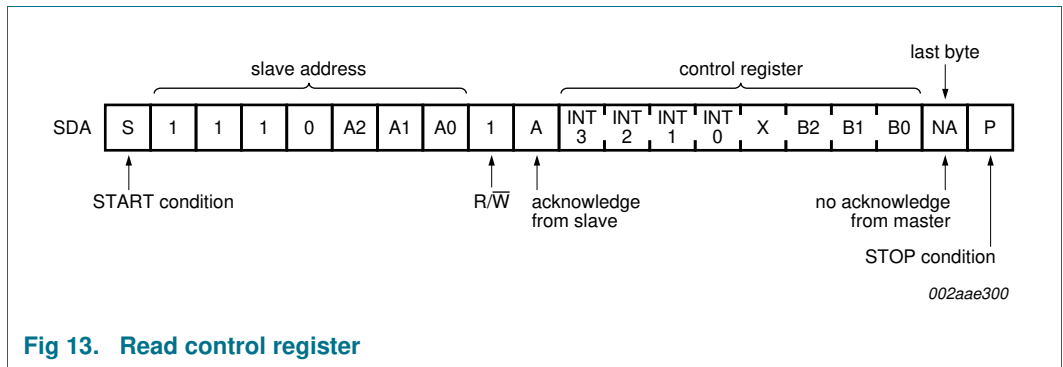 last byte
slave address
control register
SDA S 1 1 1 0 A2 A1 A0 1 A INT 3 INT 2 INT 1 INT 0 X B2 B1 B0 NA P
START condition
R/W̅
acknowledge
from slave
no acknowledge
from master
STOP condition
002aae300
Fig 13. Read control register